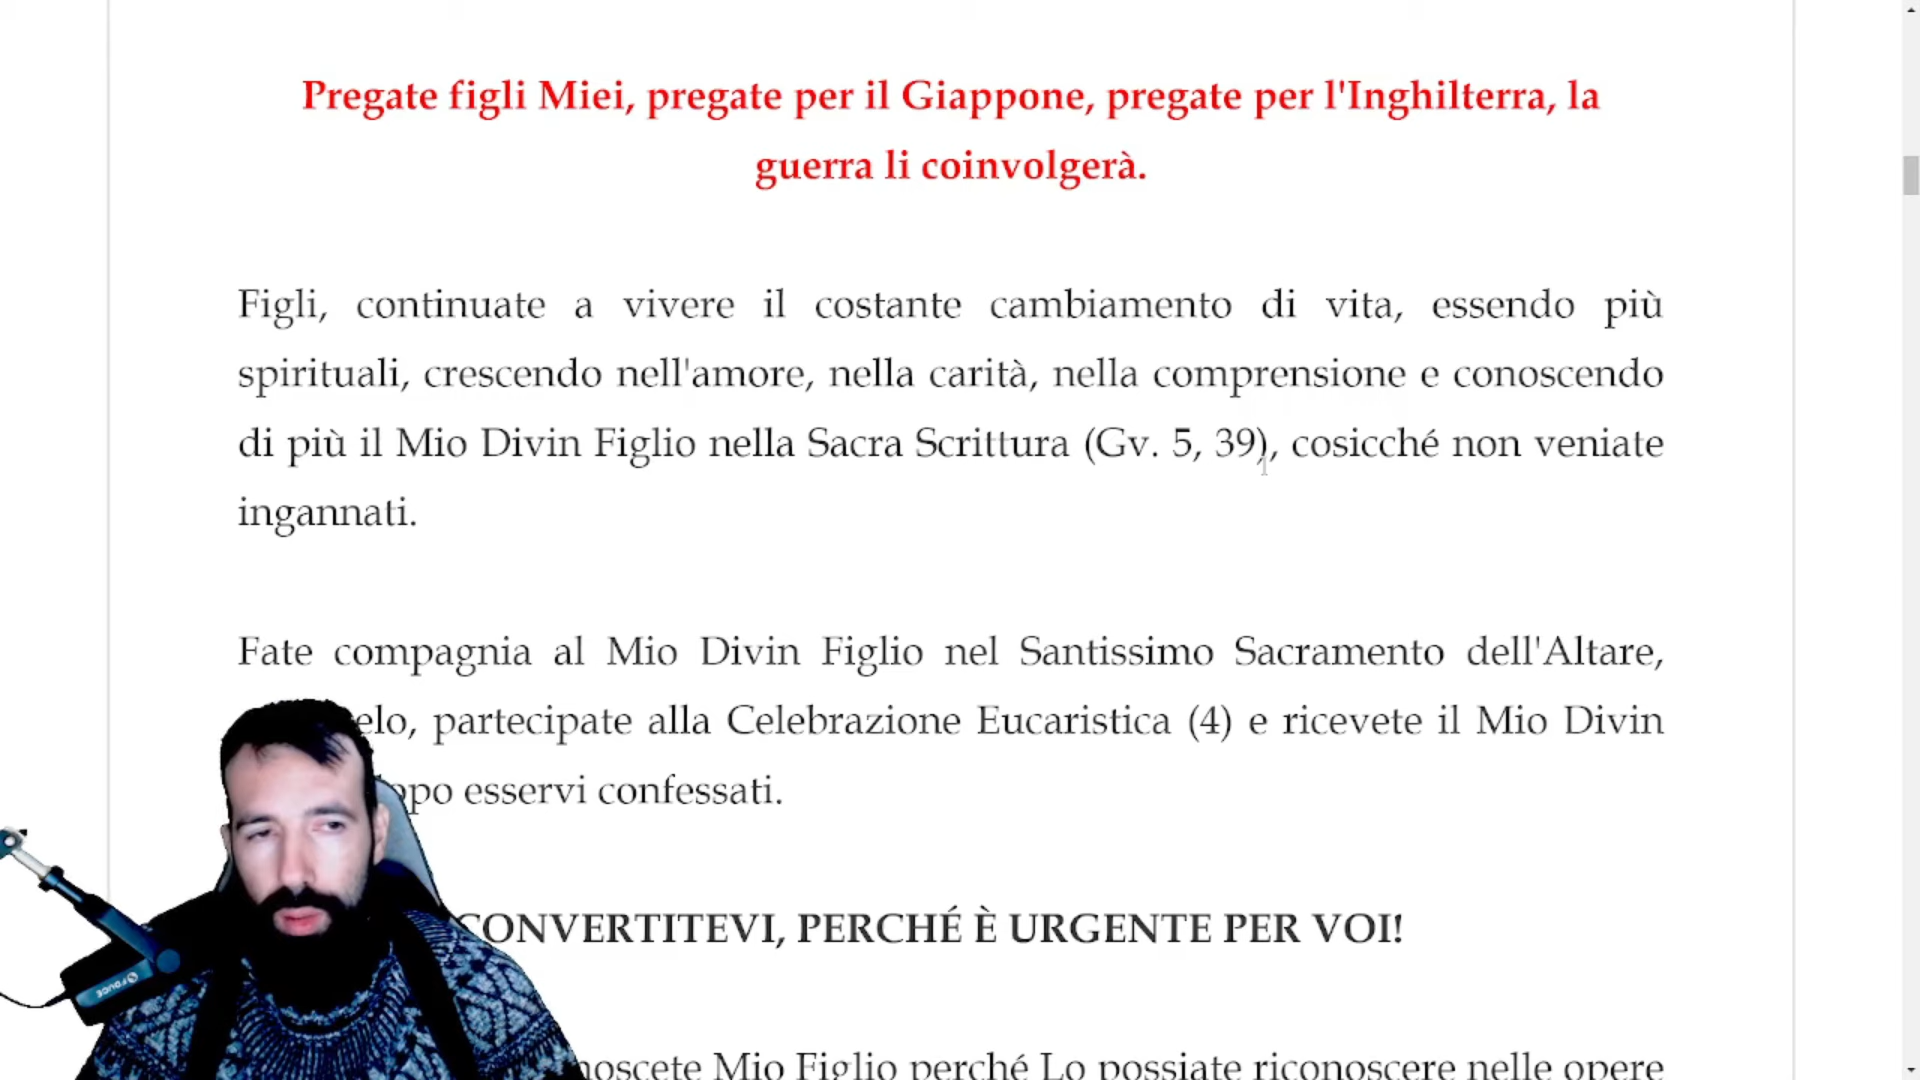 Pregate figli Miei, pregate per il Giappone, pregate per l'Inghilterra, la
guerra li coinvolgerà.
Figli, continuate a vivere il costante cambiamento di vita, essendo più
spirituali, crescendo nell'amore, nella carità, nella comprensione e conoscendo
di più il Mio Divin Figlio nella Sacra Scrittura (Gv. 5, 39), cosicché non veniate
ingannati.
Fate compagnia al Mio Divin Figlio nel Santissimo Sacramento dell'Altare,
partecipate alla Celebrazione Eucaristica (4) e ricevete il Mio Divin
esservi confessati.
CONVERTITEVI, PERCHÉ È URGENTE PER VOI!
Mio Figlio perché Lo possiate riconoscere nelle opere